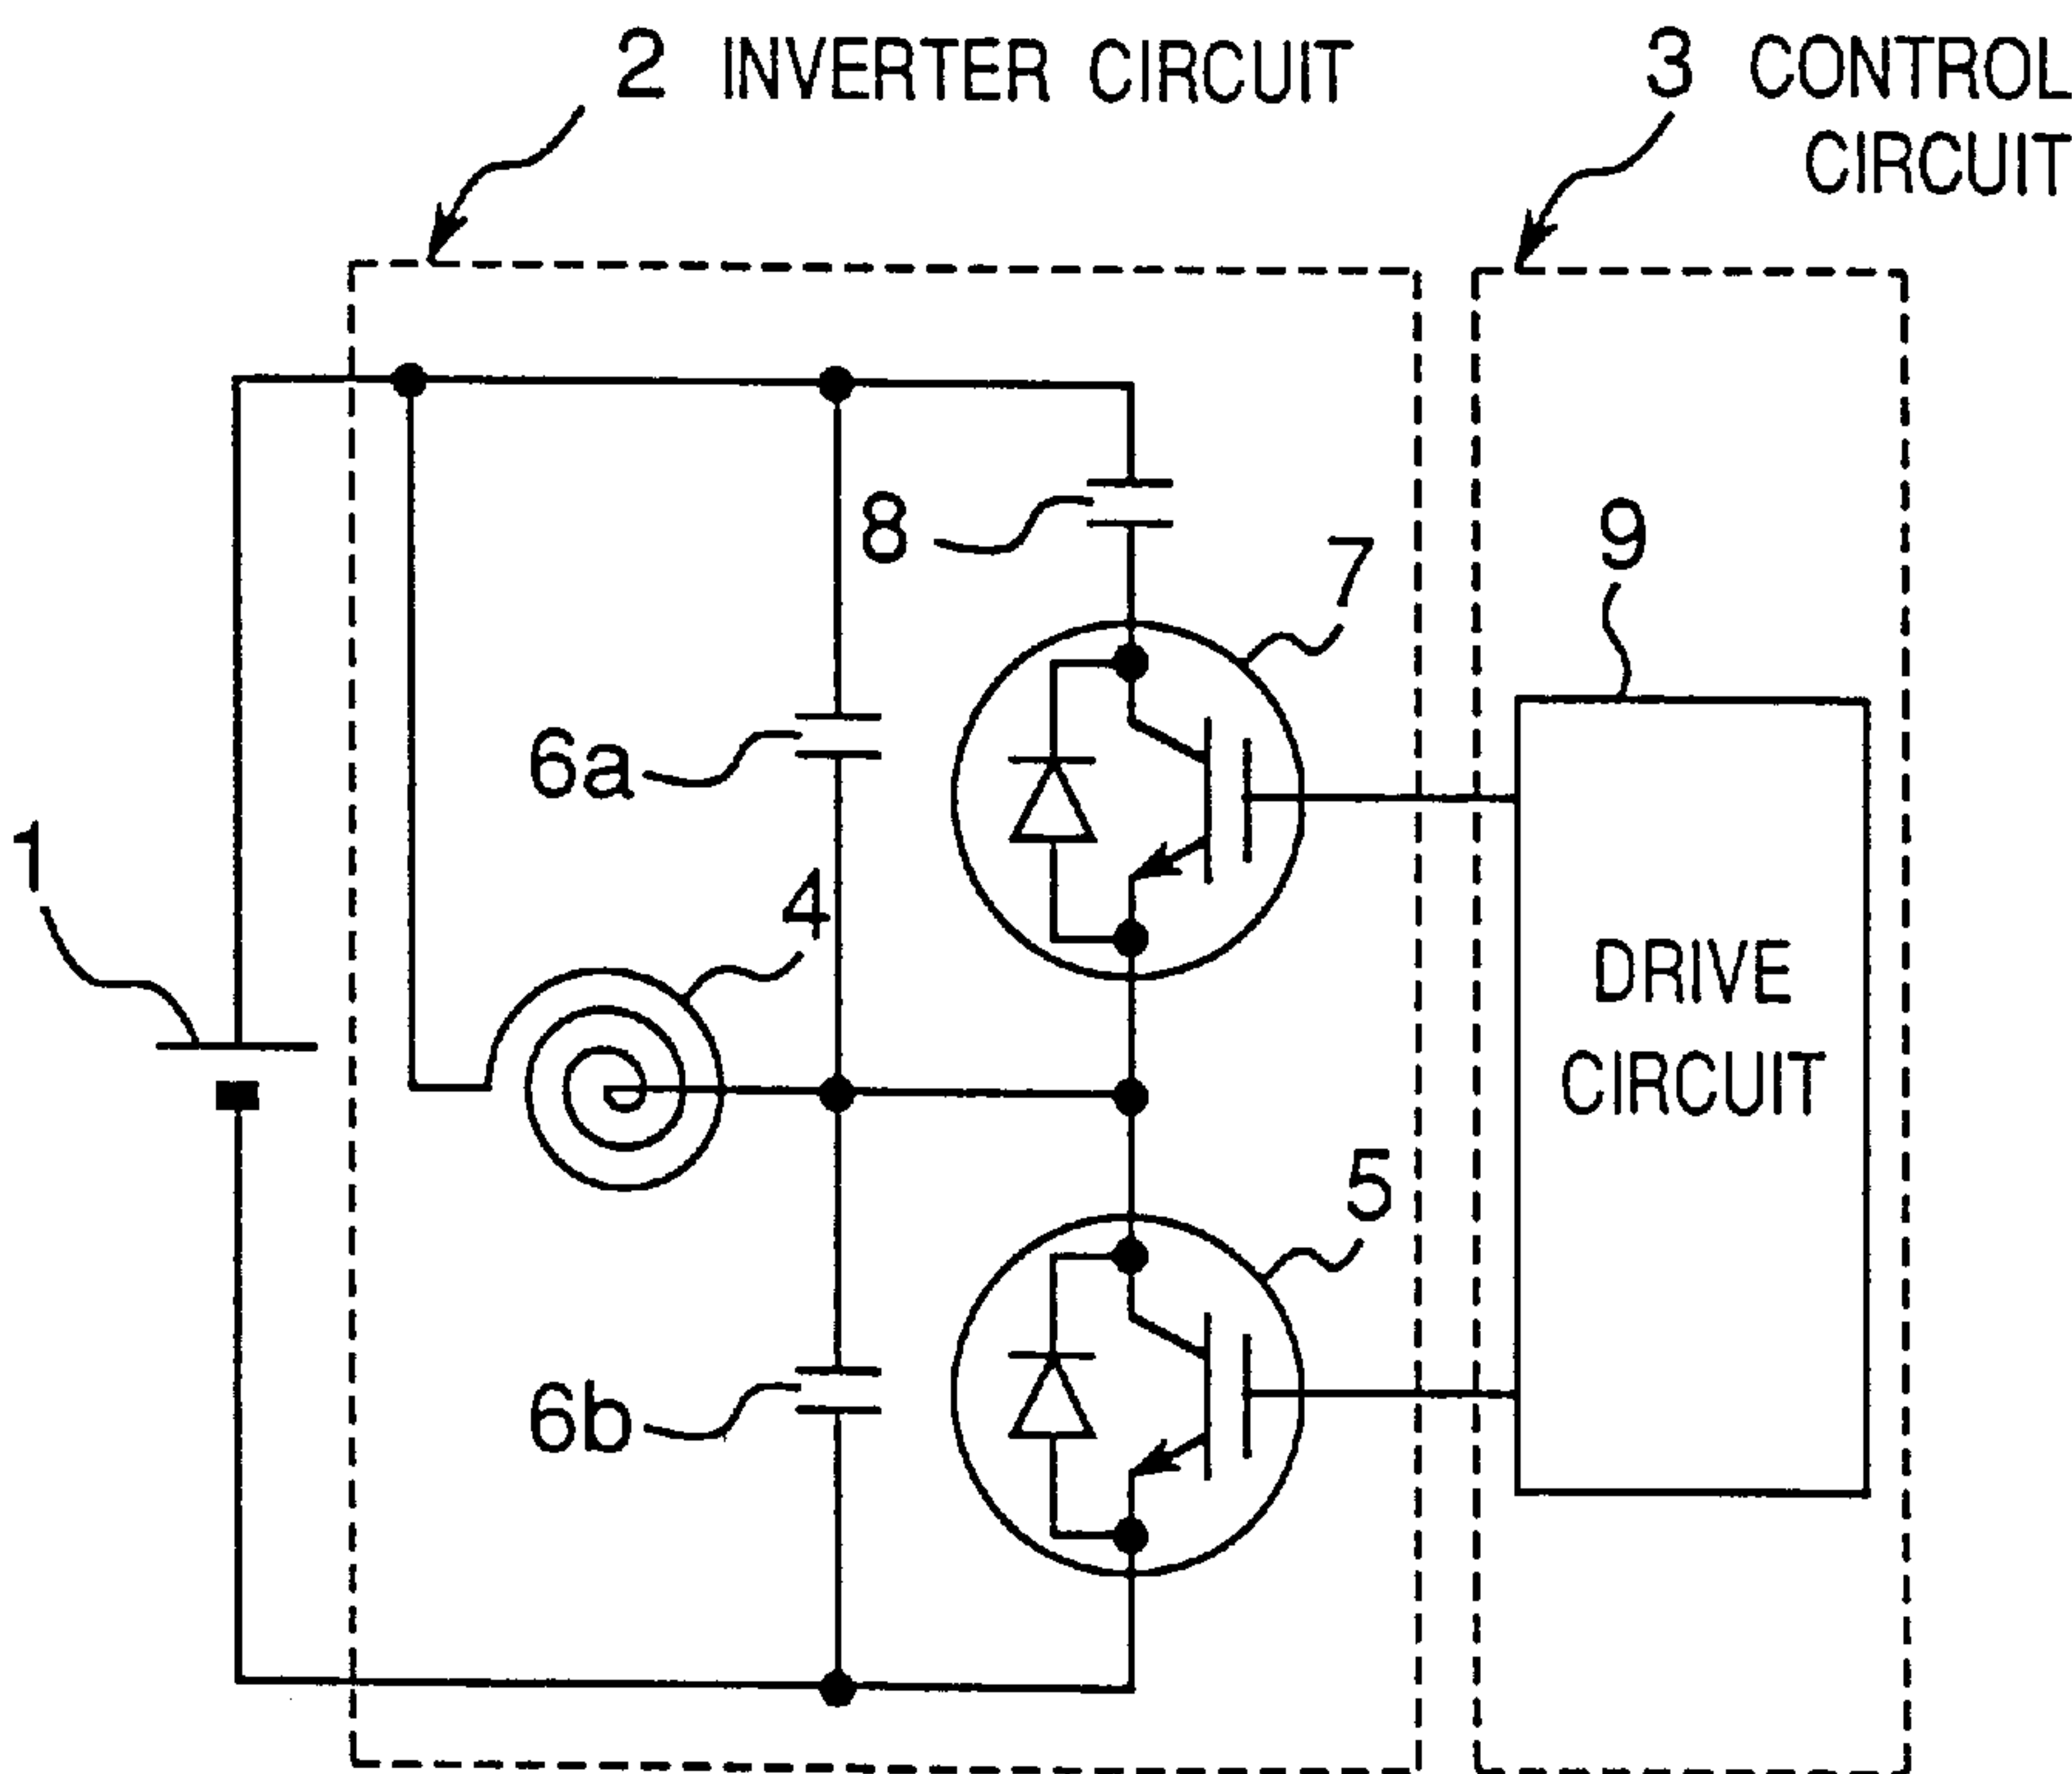 2 INVERTER CIRCUIT
3 CONTROL
CIRCUIT
8
7
9
6a
1
4
DRIVE
CIRCUIT
5
6b